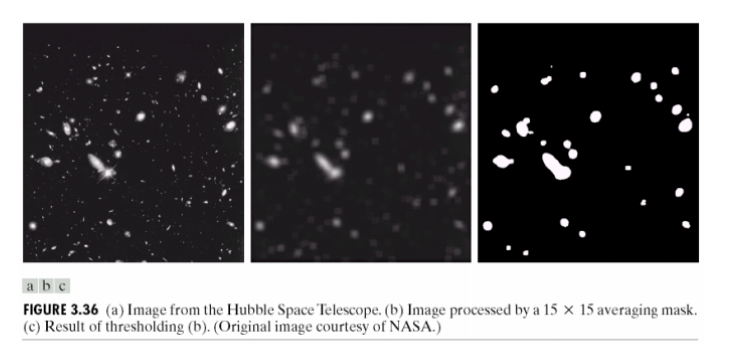 a b c
FIGURE 3.36 (a) Image from the Hubble Space Telescope. (b) Image processed by a 15 × 15 averaging mask.
(c) Result of thresholding (b). (Original image courtesy of NASA.)